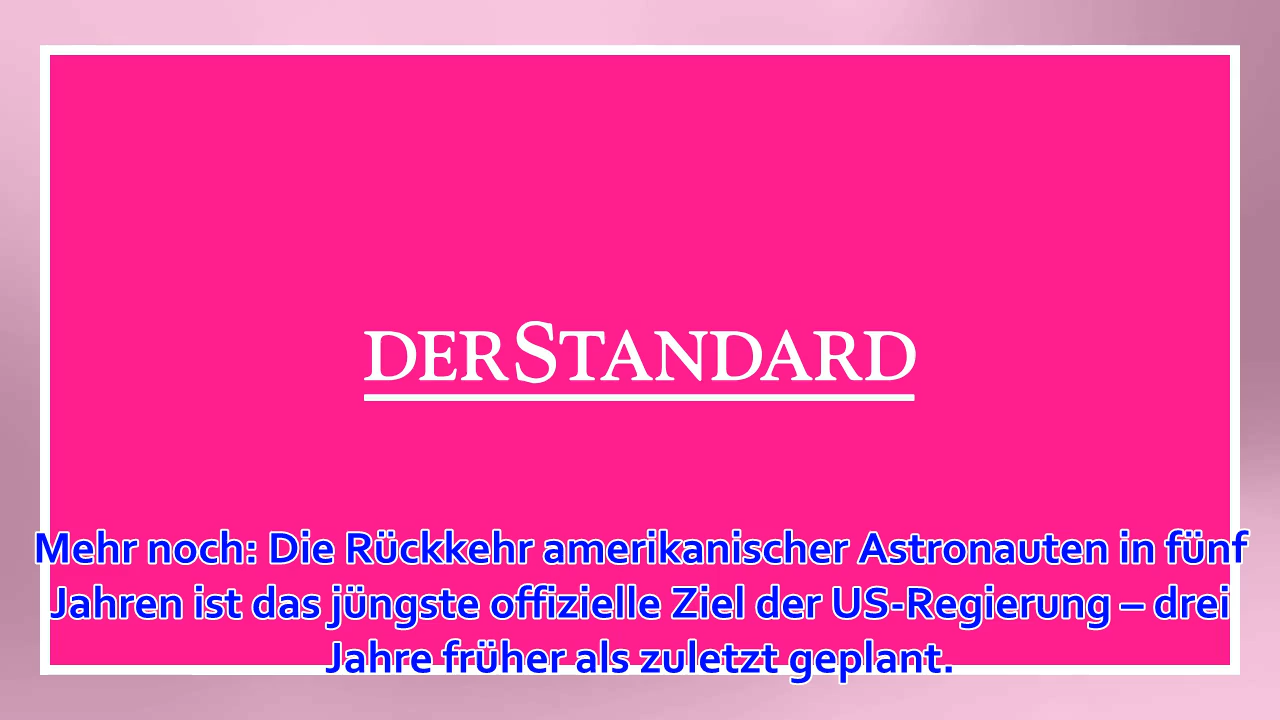 DERSTANDARD
Mehr noch: Die Rückkehr amerikanischer Astronauten in fünf
Jahren ist das jüngste offizielle Ziel der US-Regierung – drei
Jahre früher als zuletzt geplant.